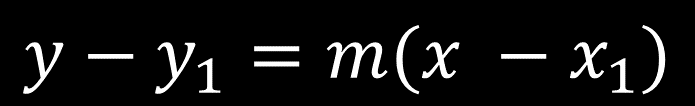 y − y₁ = m(x − x₁)